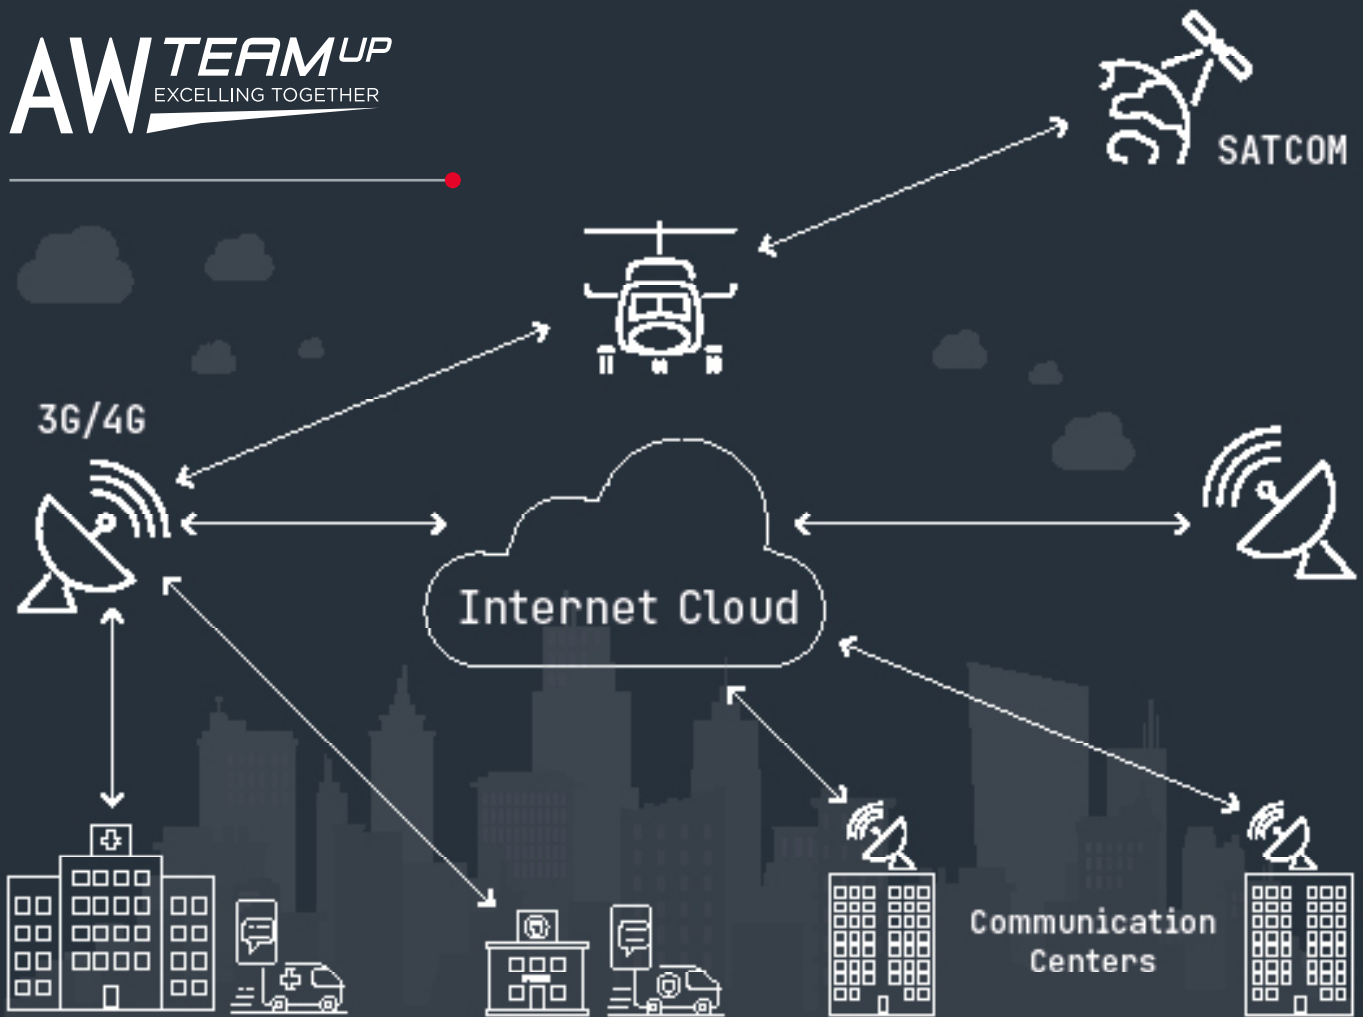 AW TEAM UP
EXCELLING TOGETHER
SATCOM
3G/4G
Internet Cloud
Communication
Centers